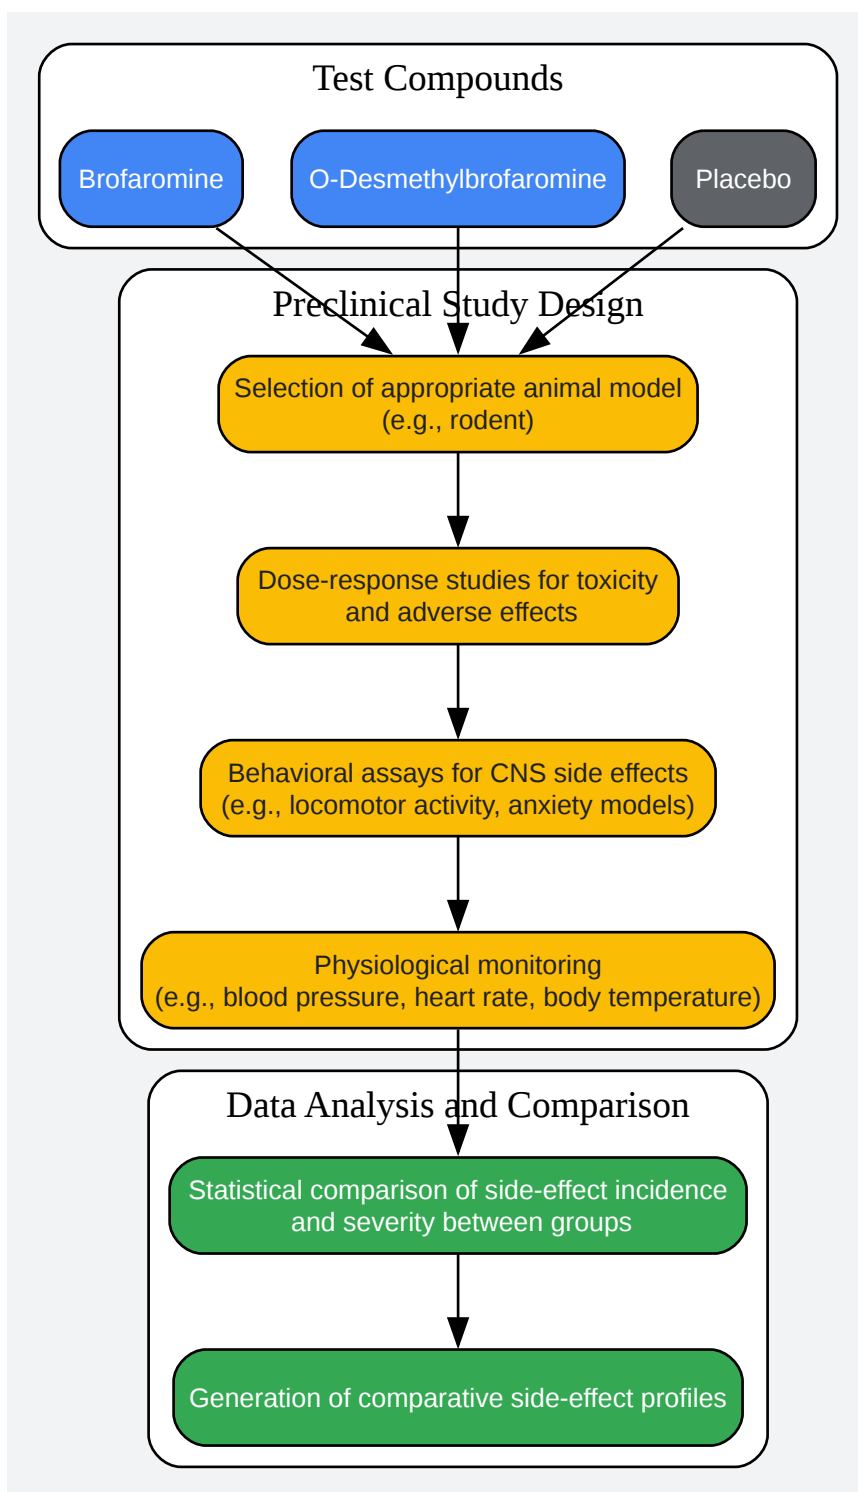 Test Compounds
Brofaromine
O-Desmethylbrofaromine
Placebo
Preclinical Study Design
Selection of appropriate animal model
(e.g., rodent)
Dose-response studies for toxicity
and adverse effects
Behavioral assays for CNS side effects
(e.g., locomotor activity, anxiety models)
Physiological monitoring
(e.g., blood pressure, heart rate, body temperature)
Data Analysis and Comparison
Statistical comparison of side-effect incidence
and severity between groups
Generation of comparative side-effect profiles